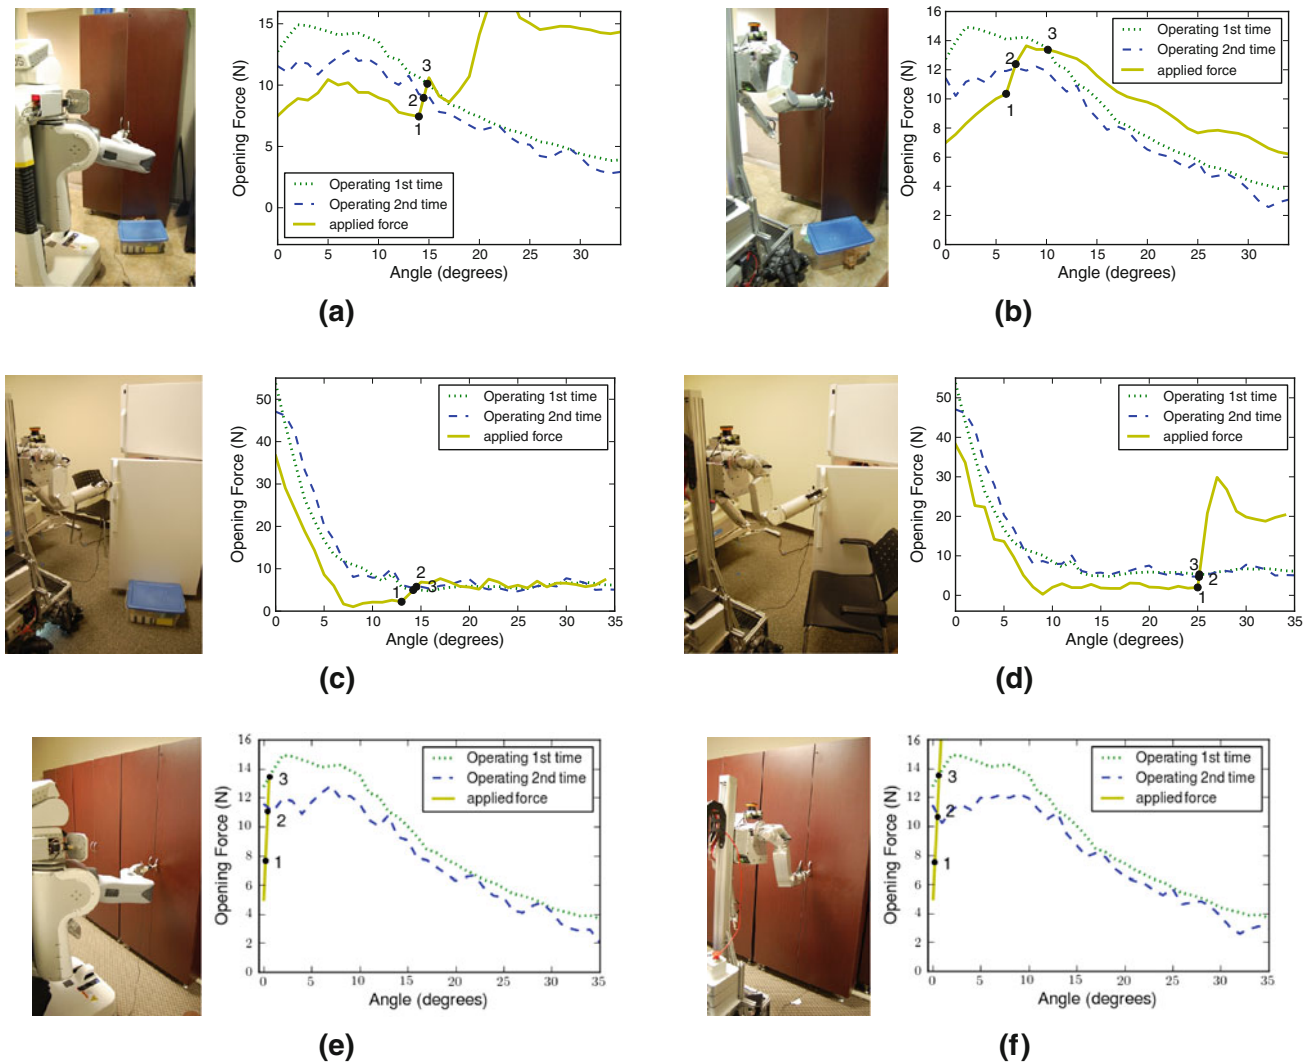 15
10
5
0
Opening Force (N)
3
2
1
Operating 1st time
Operating 2nd time
applied force
0 5 10 15 20 25 30
Angle (degrees)
(a)
16
14
12
10
8
6
4
2
0
Opening Force (N)
3
2
1
Operating 1st time
Operating 2nd time
applied force
0 5 10 15 20 25 30
Angle (degrees)
(b)
50
40
30
20
10
0
Opening Force (N)
Operating 1st time
Operating 2nd time
applied force
2
1 3
0 5 10 15 20 25 30 35
Angle (degrees)
(c)
50
40
30
20
10
0
Opening Force (N)
Operating 1st time
Operating 2nd time
applied force
3
2
1
0 5 10 15 20 25 30 35
Angle (degrees)
(d)
16
14
12
10
8
6
4
2
0
Opening Force (N)
Operating 1st time
Operating 2nd time
applied force
3
2
1
0 5 10 15 20 25 30 35
Angle (degrees)
(e)
16
14
12
10
8
6
4
2
0
Opening Force (N)
Operating 1st time
Operating 2nd time
applied force
3
2
1
0 5 10 15 20 25 30 35
Angle (degrees)
(f)